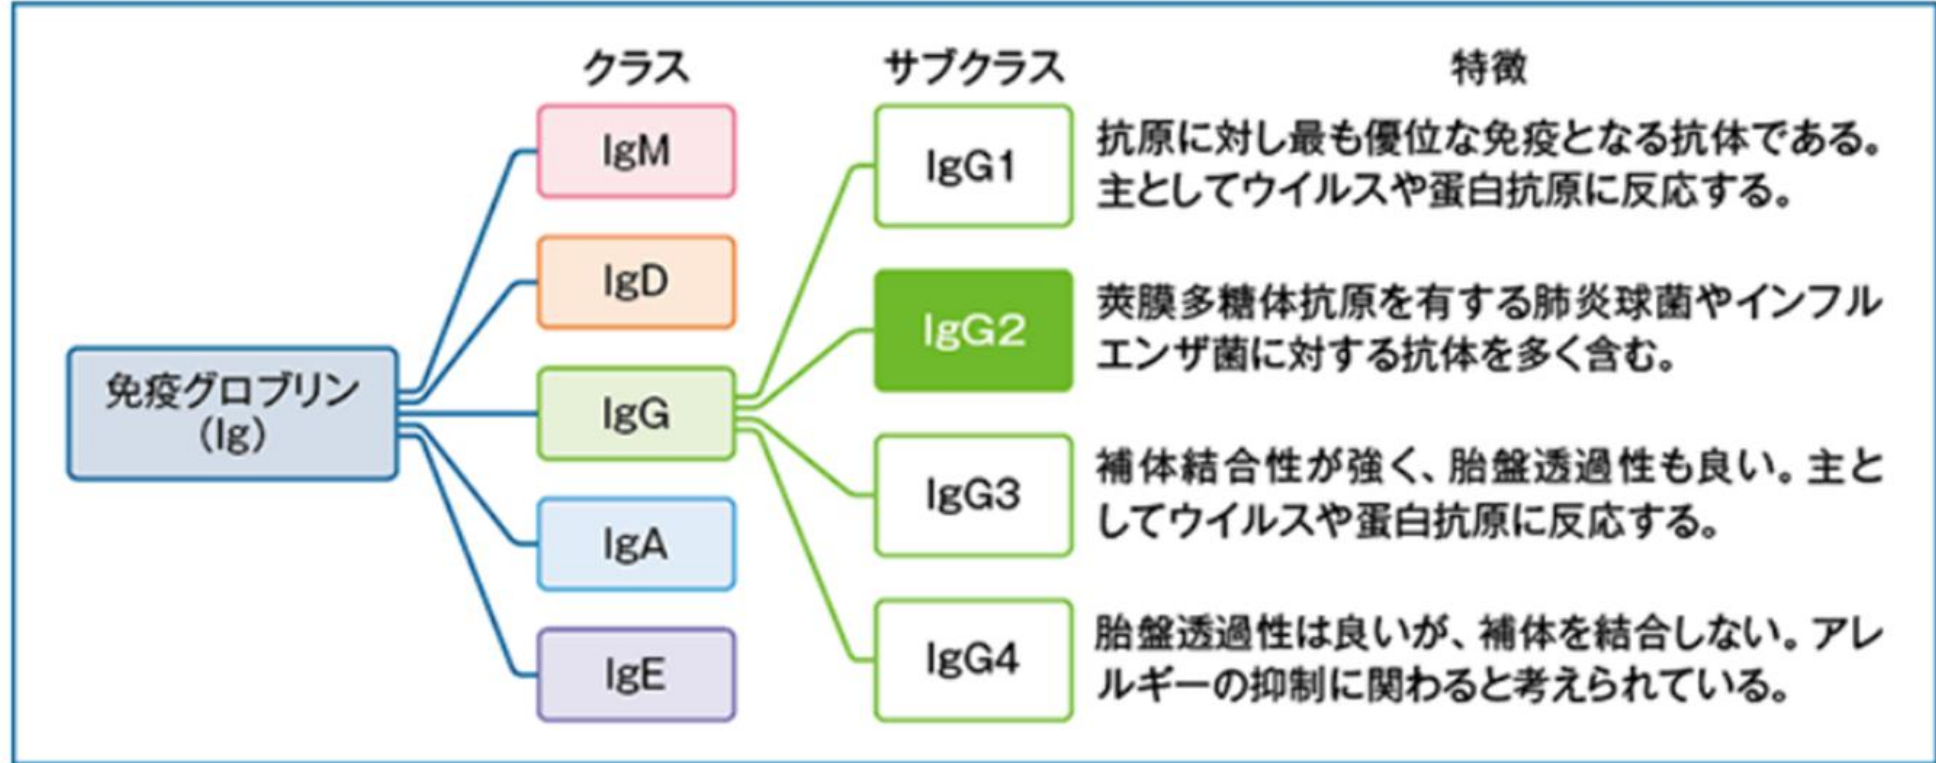 クラス
サブクラス
特徴
免疫グロブリン
(Ig)
IgM
IgD
IgG
IgA
IgE
IgG1
抗原に対し最も優位な免疫となる抗体である。
主としてウイルスや蛋白抗原に反応する。
IgG2
莢膜多糖体抗原を有する肺炎球菌やインフル
エンザ菌に対する抗体を多く含む。
IgG3
補体結合性が強く、胎盤透過性も良い。主と
してウイルスや蛋白抗原に反応する。
IgG4
胎盤透過性は良いが、補体を結合しない。アレ
ルギーの抑制に関わると考えられている。